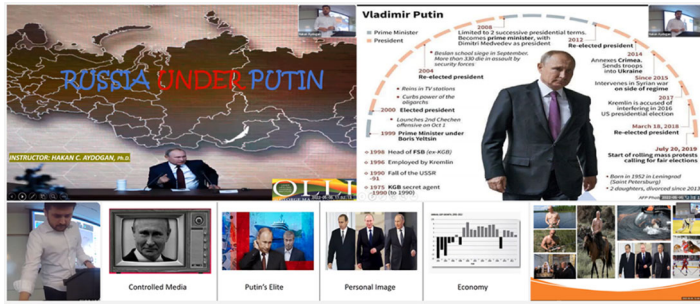 RUSSIA UNDER PUTIN
INSTRUCTOR: HAKAN C. AYDOGAN, Ph.D.
OLLI
Vladimir Putin
Prime Minister
President
2008
Limited to 2 successive presidential terms.
Becomes prime minister, with
Dimitri Medvedev as president
2012
Re-elected president
2014
Annexes Crimea.
Sends troops
into Ukraine
Beslan school siege in September.
More than 330 die in assault by
security forces
2004
Re-elected president
Since 2015
Intervenes in Syrian war
on side of regime
2017
Kremlin is accused of
interfering in 2016
US presidential election
Reins in TV stations
Curbs power of the
oligarchs
2000 Elected president
Launches 2nd Chechen
offensive on Oct 1
March 18, 2018
Re-elected president
1999 Prime Minister under
Boris Yeltsin
July 20, 2019
Start of rolling mass protests
calling for fair elections
1998 Head of FSB (ex-KGB)
1996 Employed by Kremlin
1990 Fall of the USSR
-91
1975 KGB secret agent
-1990 (to 1990)
Born in 1952 in Leningrad
(Saint Petersburg)
2 daughters, divorced since 2013
Controlled Media
Putin's Elite
Personal Image
Economy